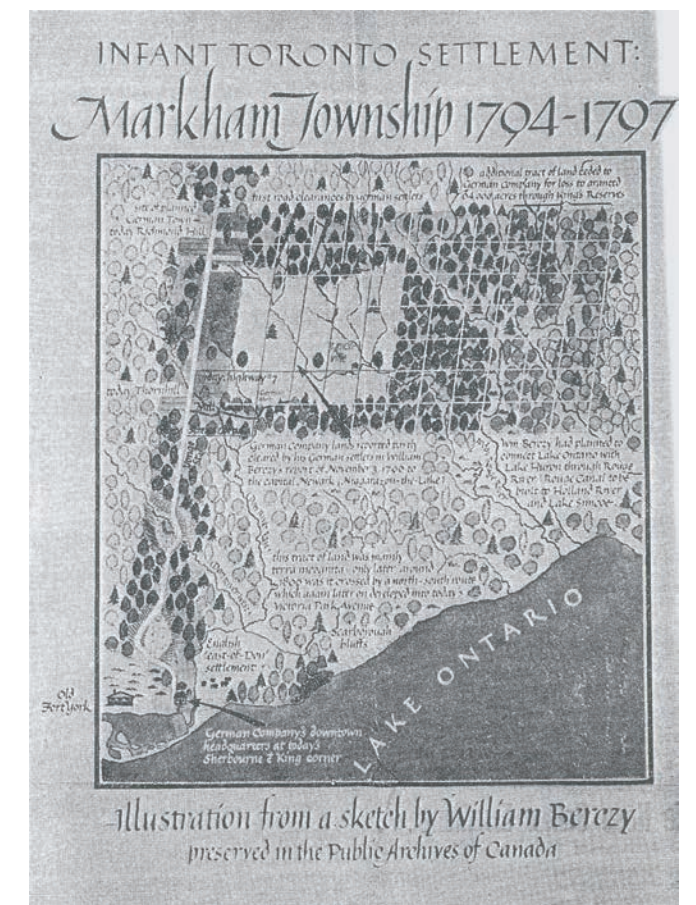 INFANT TORONTO SETTLEMENT:
Markham Township 1794-1797
additional tract of land ceded to
German Company for loss to granted
64 000 acres through King's Reserves
first road clearances by German settlers
site of planned
German Town -
today Richmond Hill
today highway 7
today Thornhill
German Company lands reported
cleared by his German settlers in William
Berczy's report of November 3
the capital, Newark (Niagara-on-the-Lake)
Wm Berczy had planned to
connect Lake Ontario with
Lake Huron through Rouge
River (Rouge Canal to be
built to Holland River
and Lake Simcoe
this tract of land was mainly
terra incognita - only later around
1800 was it crossed by a north-south route
which again later on developed into today's
Victoria Park Avenue
Scarborough
bluffs
English
"east-of-Don"
settlement
LAKE ONTARIO
Old
Fort York
German Company's downtown
headquarters at today's
Sherbourne & King corner
Illustration from a sketch by William Berczy
preserved in the Public Archives of Canada